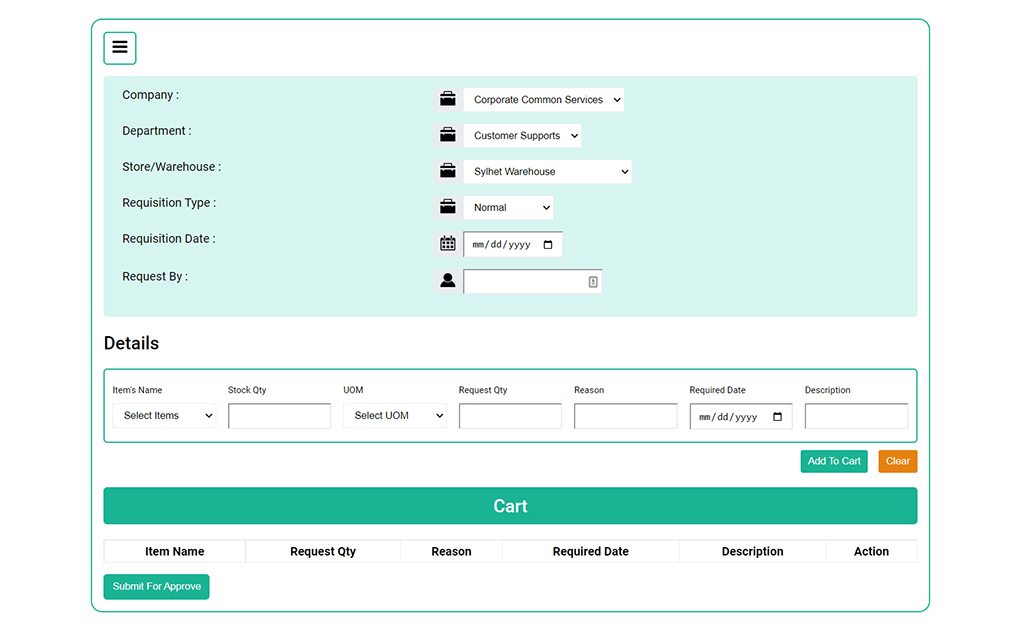 Company : Corporate Common Services
Department : Customer Supports
Store/Warehouse : Sylhet Warehouse
Requisition Type : Normal
Requisition Date : mm/dd/yyyy
Request By :
Details
Item's Name Stock Qty UOM Request Qty Reason Required Date Description
Select Items Select UOM mm/dd/yyyy
Add To Cart Clear
Cart
Item Name Request Qty Reason Required Date Description Action
Submit For Approve